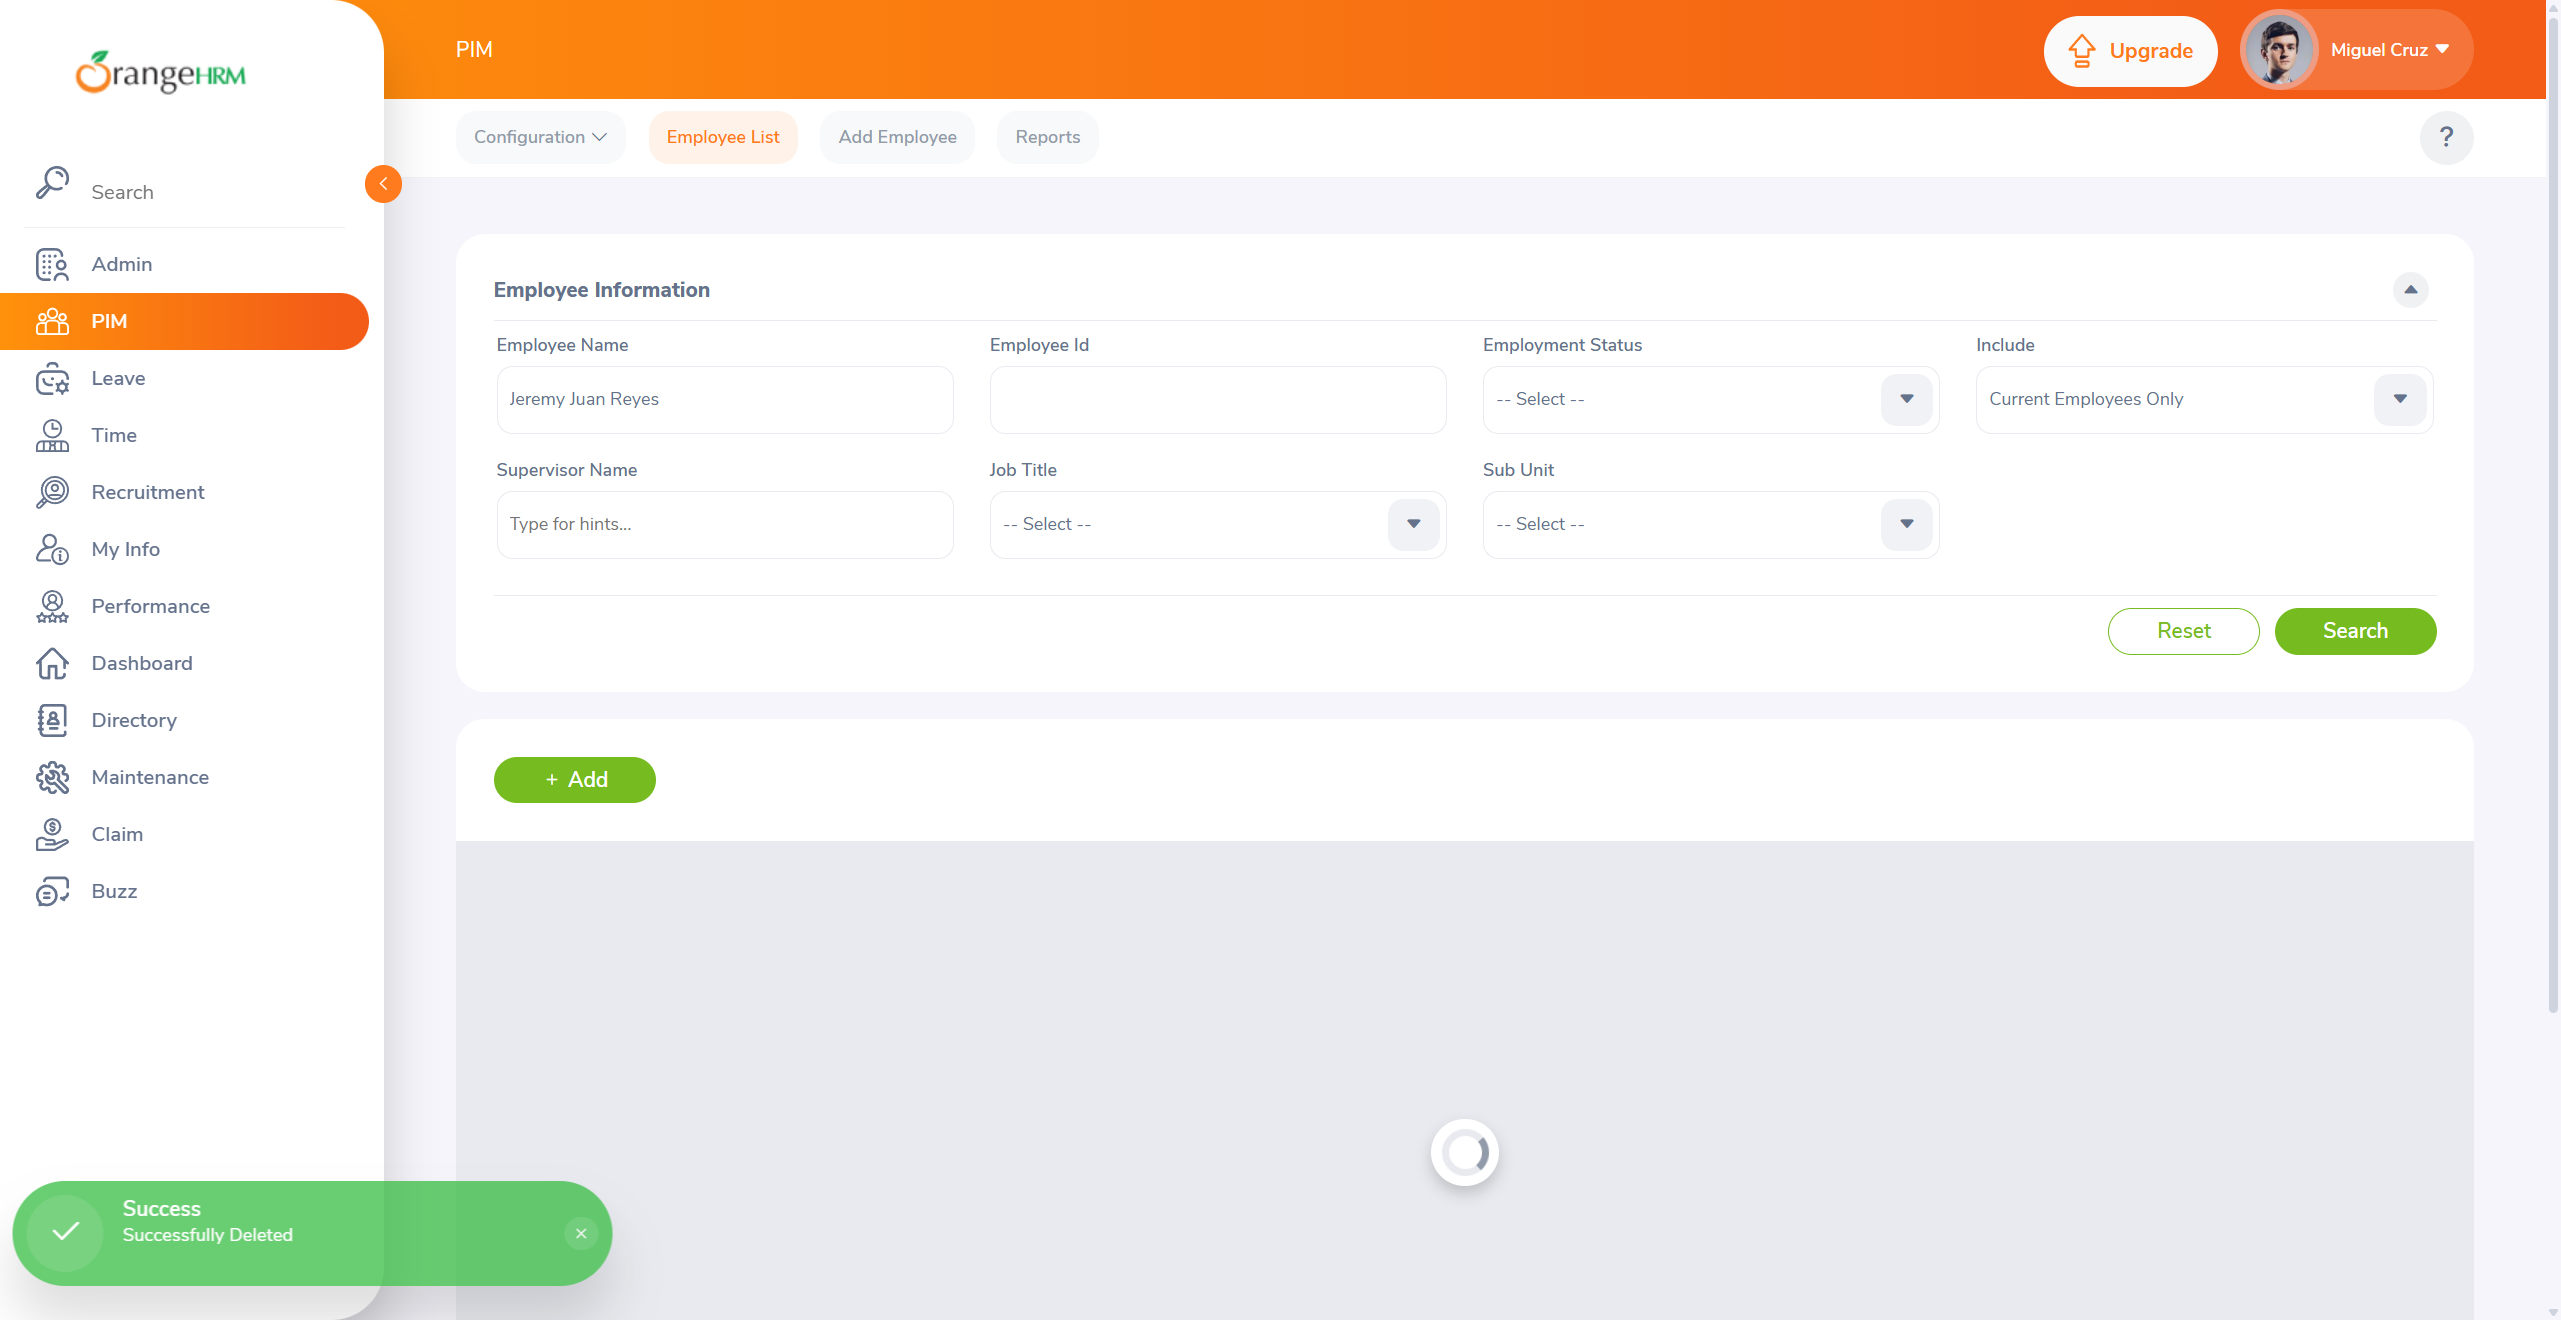 OrangeHRM
PIM
Upgrade
Miguel Cruz
Configuration
Employee List
Add Employee
Reports
?
Search
Admin
PIM
Leave
Time
Recruitment
My Info
Performance
Dashboard
Directory
Maintenance
Claim
Buzz
Employee Information
Employee Name
Employee Id
Employment Status
Include
Jeremy Juan Reyes
-- Select --
Current Employees Only
Supervisor Name
Job Title
Sub Unit
Type for hints...
-- Select --
-- Select --
Reset
Search
+ Add
Success
Successfully Deleted